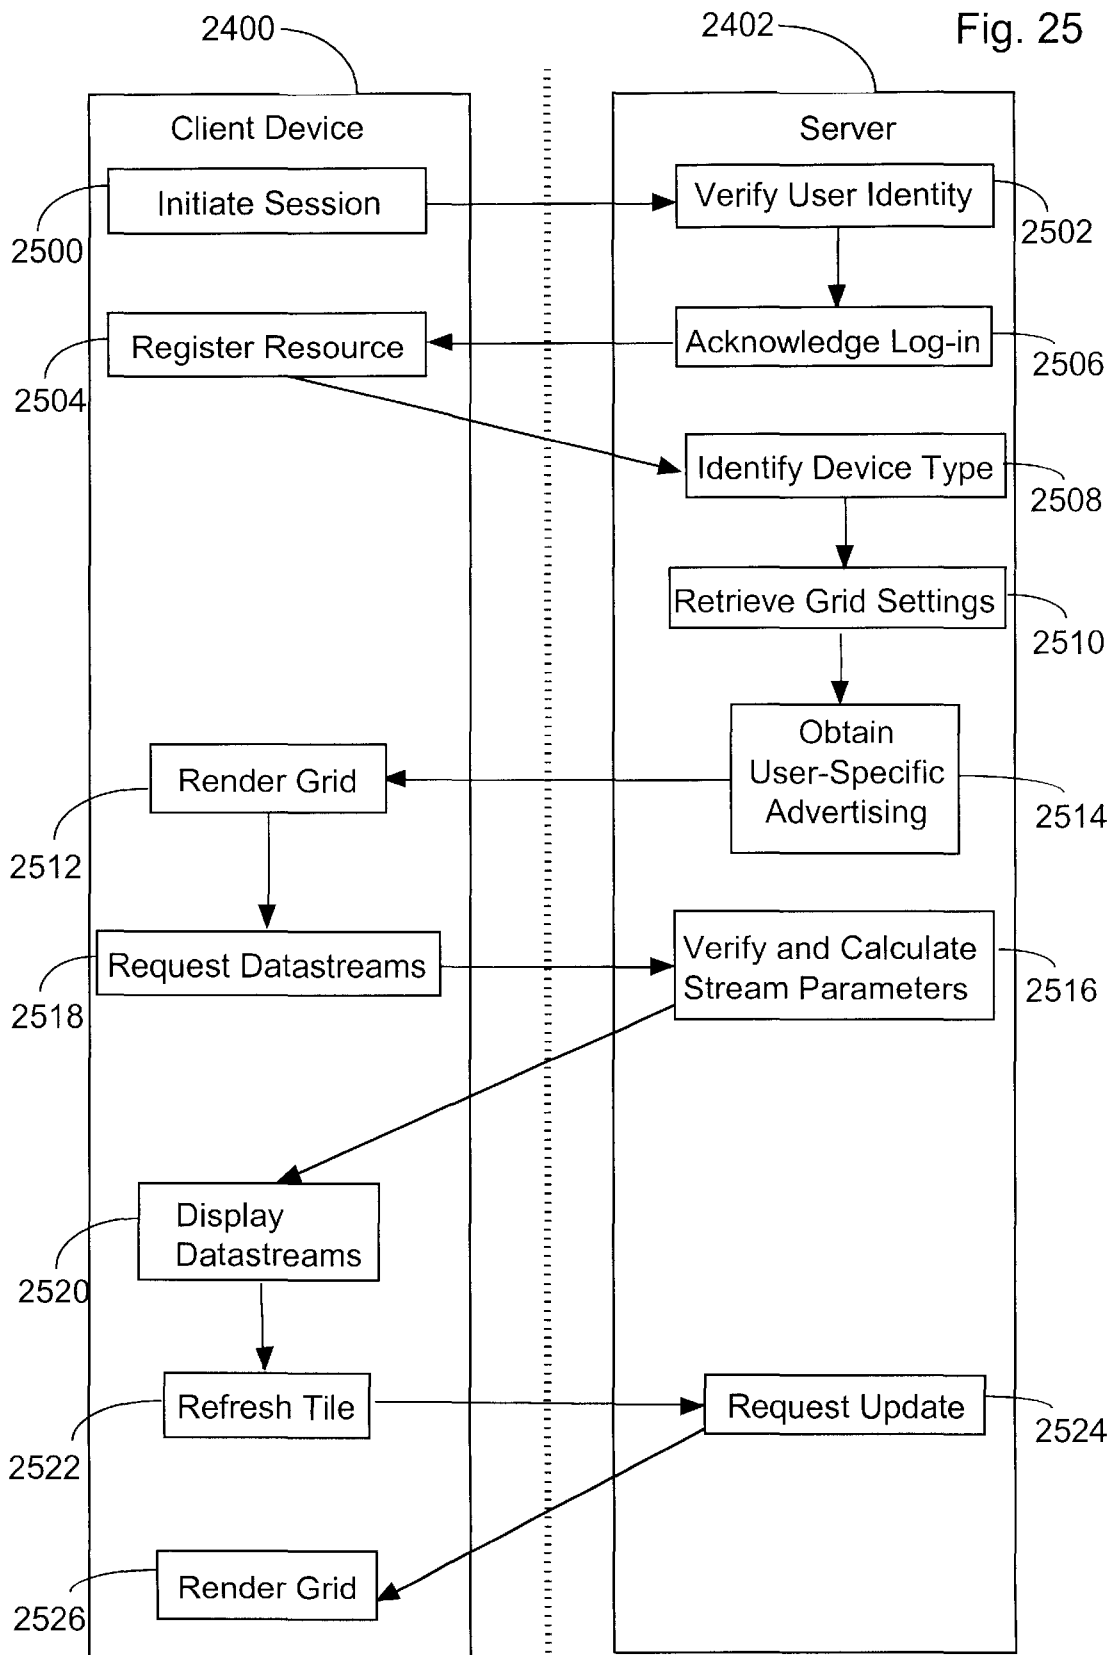 2400
2402
Fig. 25
Client Device
Server
Initiate Session
Verify User Identity
2500
2502
Register Resource
Acknowledge Log-in
2504
2506
Identify Device Type
2508
Retrieve Grid Settings
2510
Obtain
User-Specific
Advertising
Render Grid
2512
2514
Request Datastreams
Verify and Calculate
Stream Parameters
2518
2516
Display
Datastreams
2520
Refresh Tile
Request Update
2522
2524
Render Grid
2526